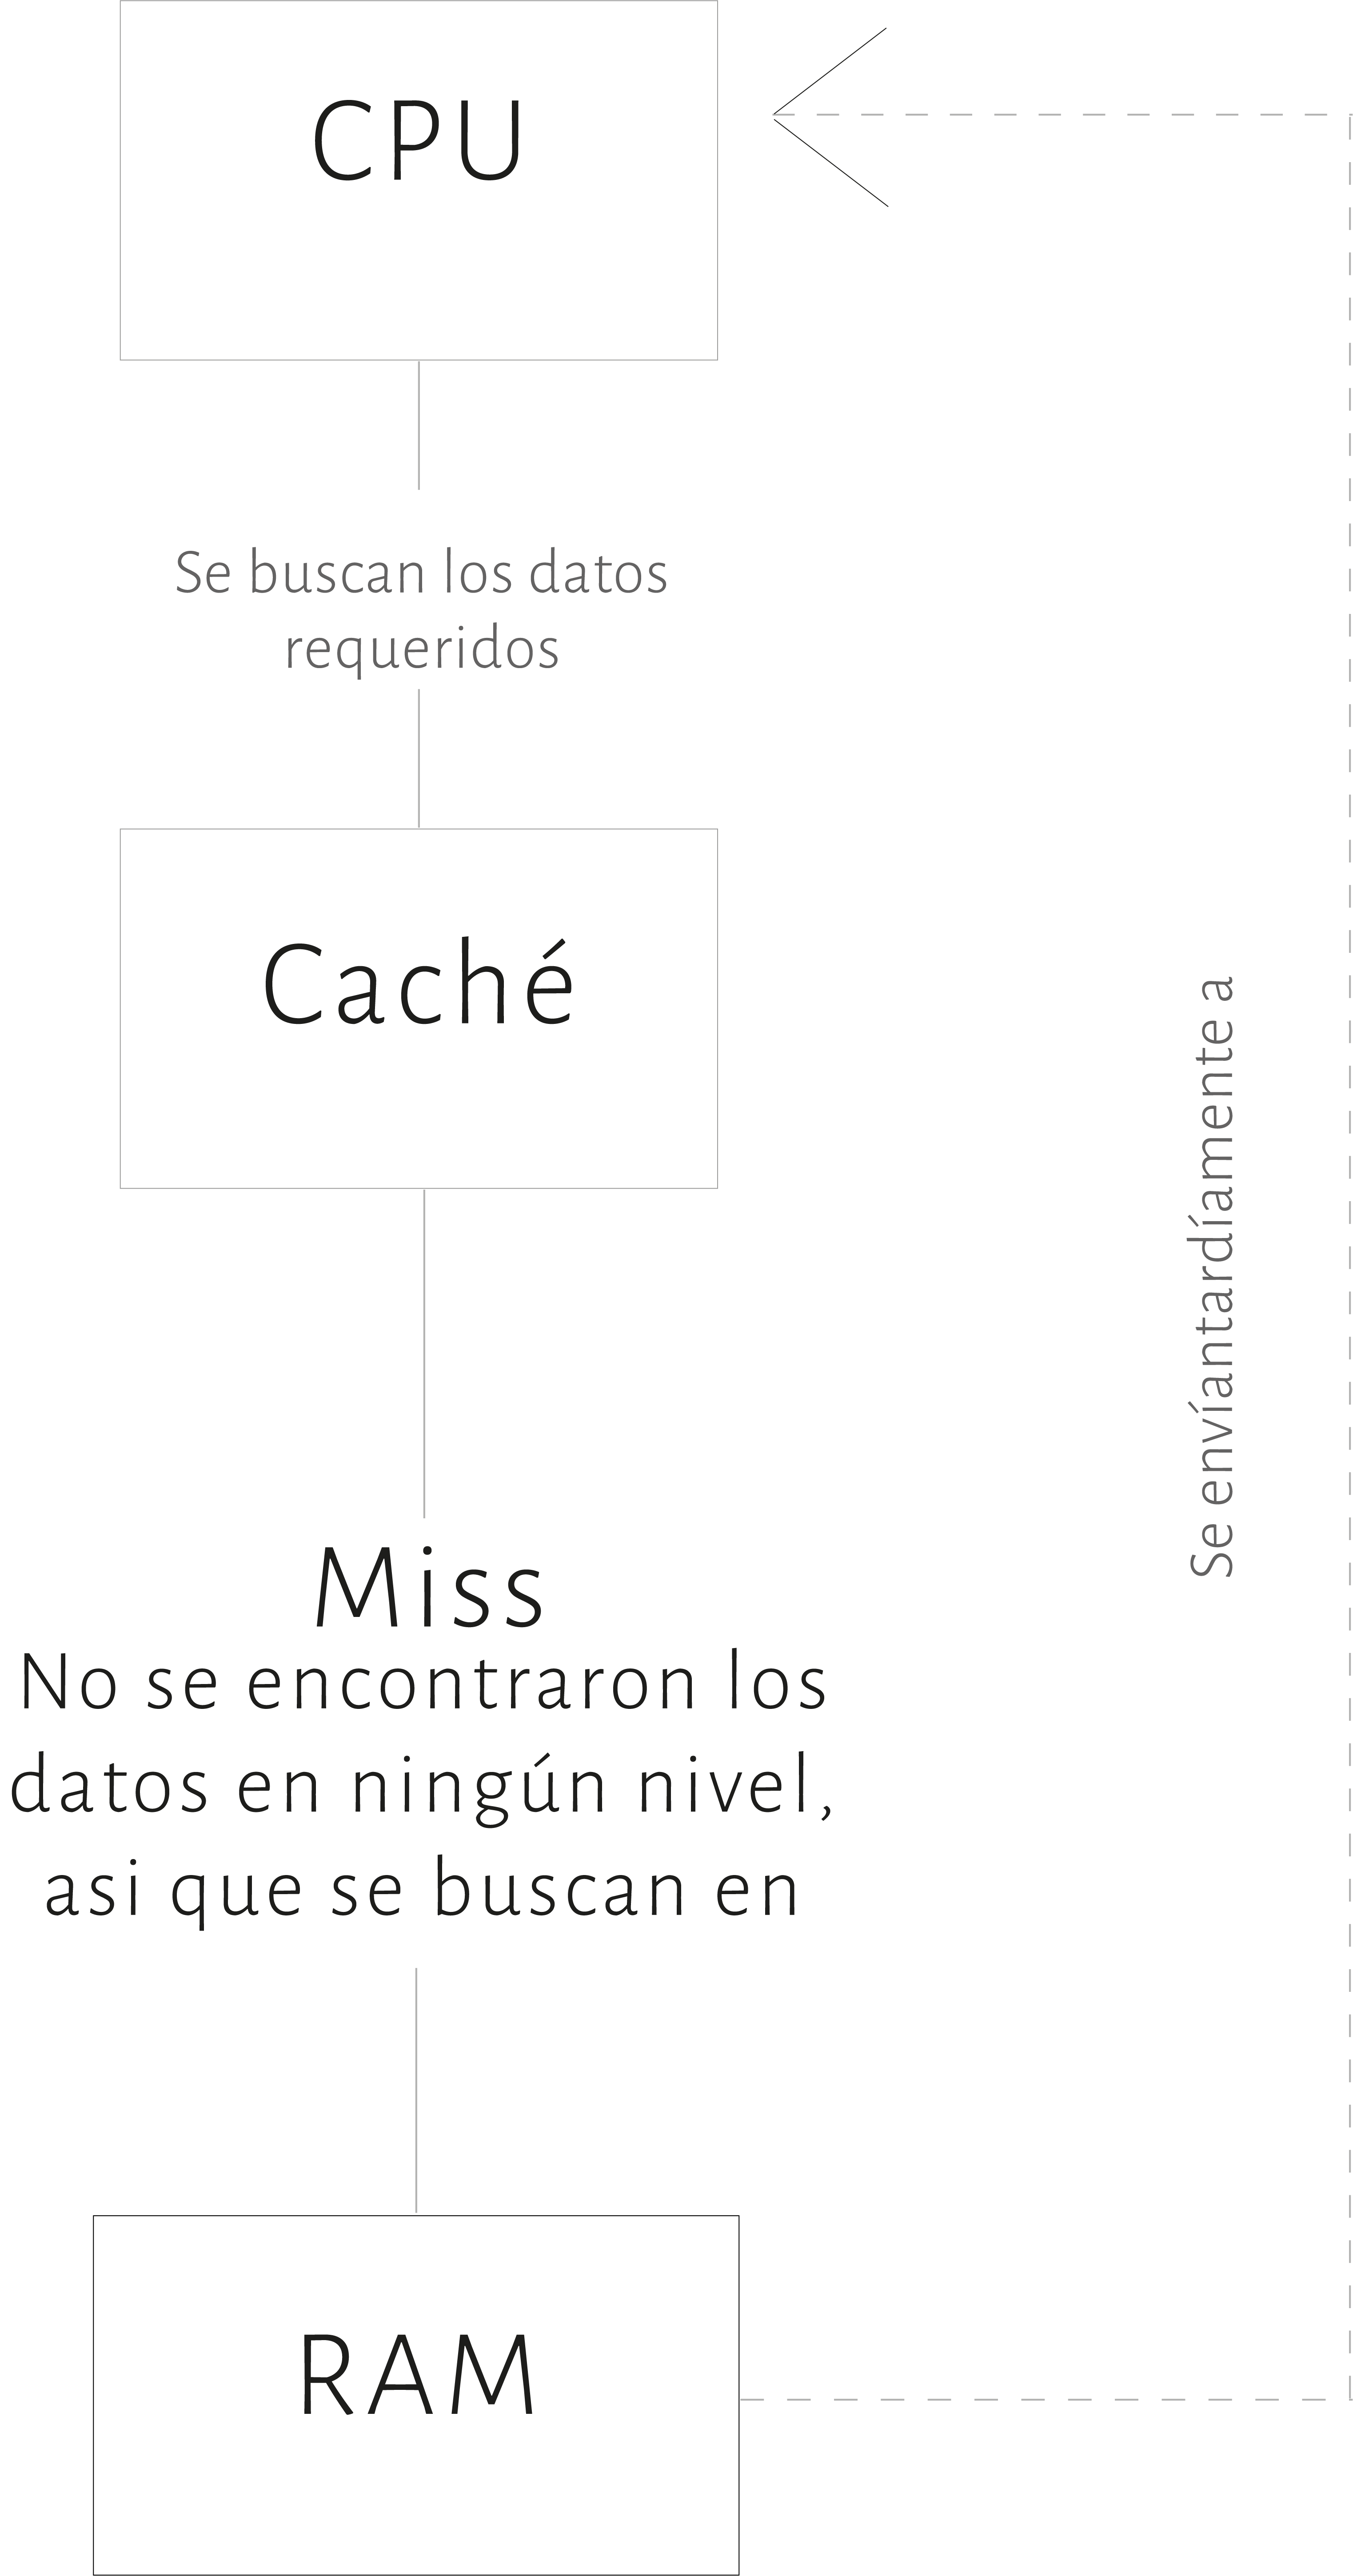 CPU
Se buscan los datos
requeridos
Caché
Miss
No se encontraron los
datos en ningún nivel,
asi que se buscan en
RAM
Se envíantardíamente a